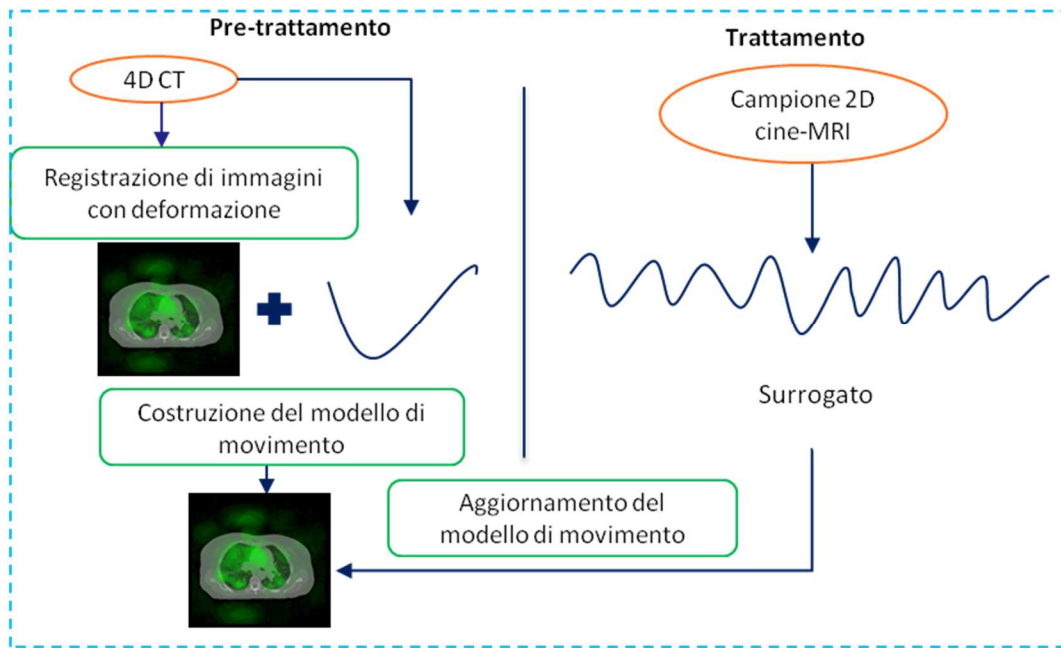 Pre-trattamento
4D CT
Registrazione di immagini
con deformazione
Costruzione del modello di
movimento
Trattamento
Campione 2D
cine-MRI
Surrogato
Aggiornamento del
modello di movimento